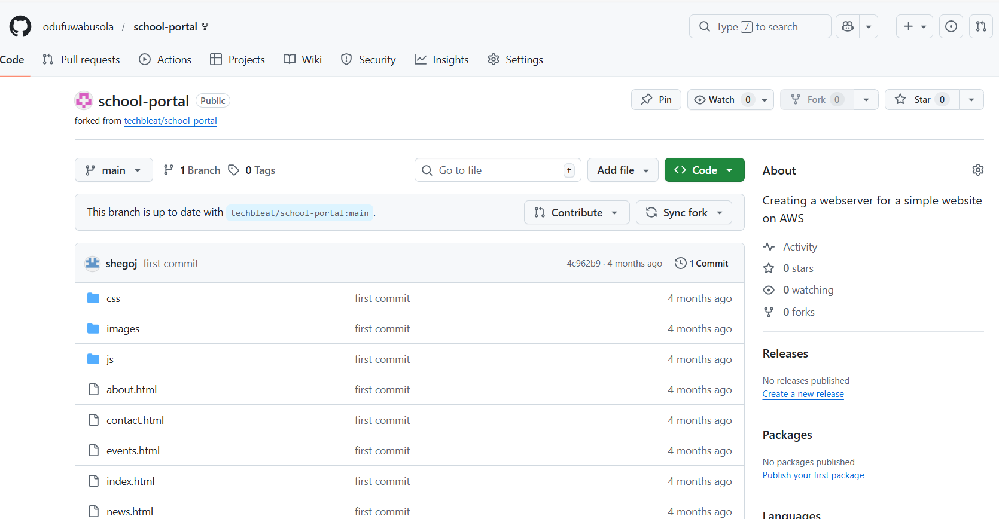 odufuwabusola / school-portal
Type / to search
Code Pull requests Actions Projects Wiki Security Insights Settings
school-portal Public
Pin Watch 0 Fork 0 Star 0
forked from techbleat/school-portal
main 1 Branch 0 Tags Go to file t Add file Code
This branch is up to date with techbleat/school-portal:main . Contribute Sync fork
shegoj first commit 4c962b9 · 4 months ago 1 Commit
css first commit 4 months ago
images first commit 4 months ago
js first commit 4 months ago
about.html first commit 4 months ago
contact.html first commit 4 months ago
events.html first commit 4 months ago
index.html first commit 4 months ago
news.html first commit 4 months ago
About
Creating a webserver for a simple website
on AWS
Activity
0 stars
0 watching
0 forks
Releases
No releases published
Create a new release
Packages
No packages published
Publish your first package
Languages